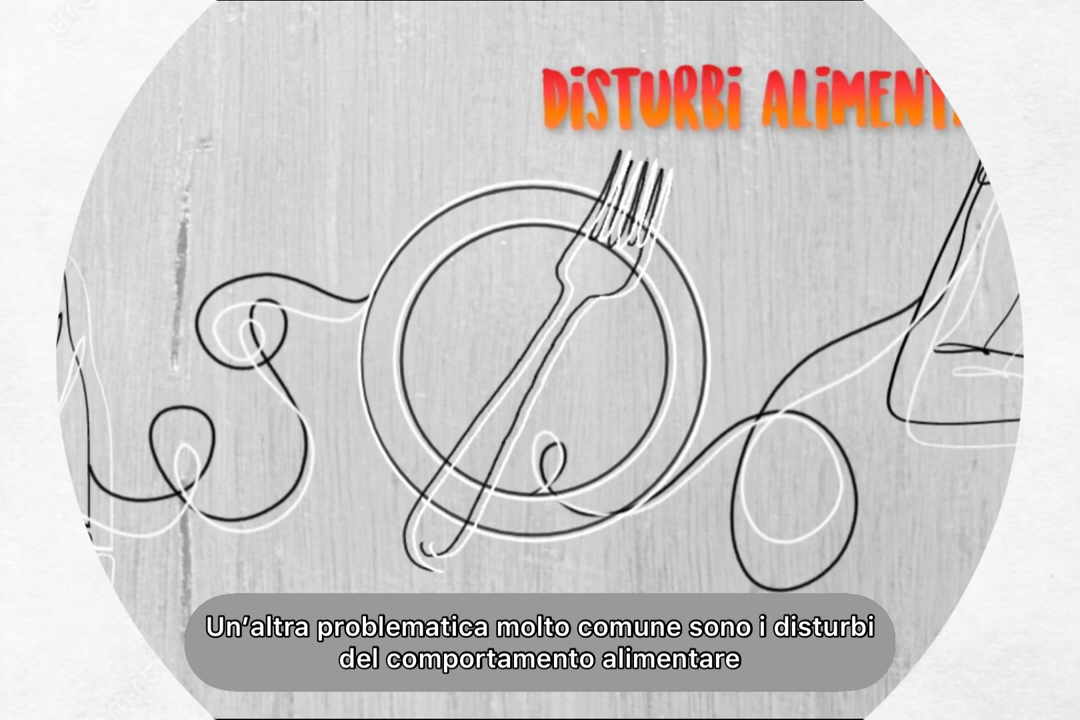 DiSTURBi ALiMENT
Un’altra problematica molto comune sono i disturbi
del comportamento alimentare